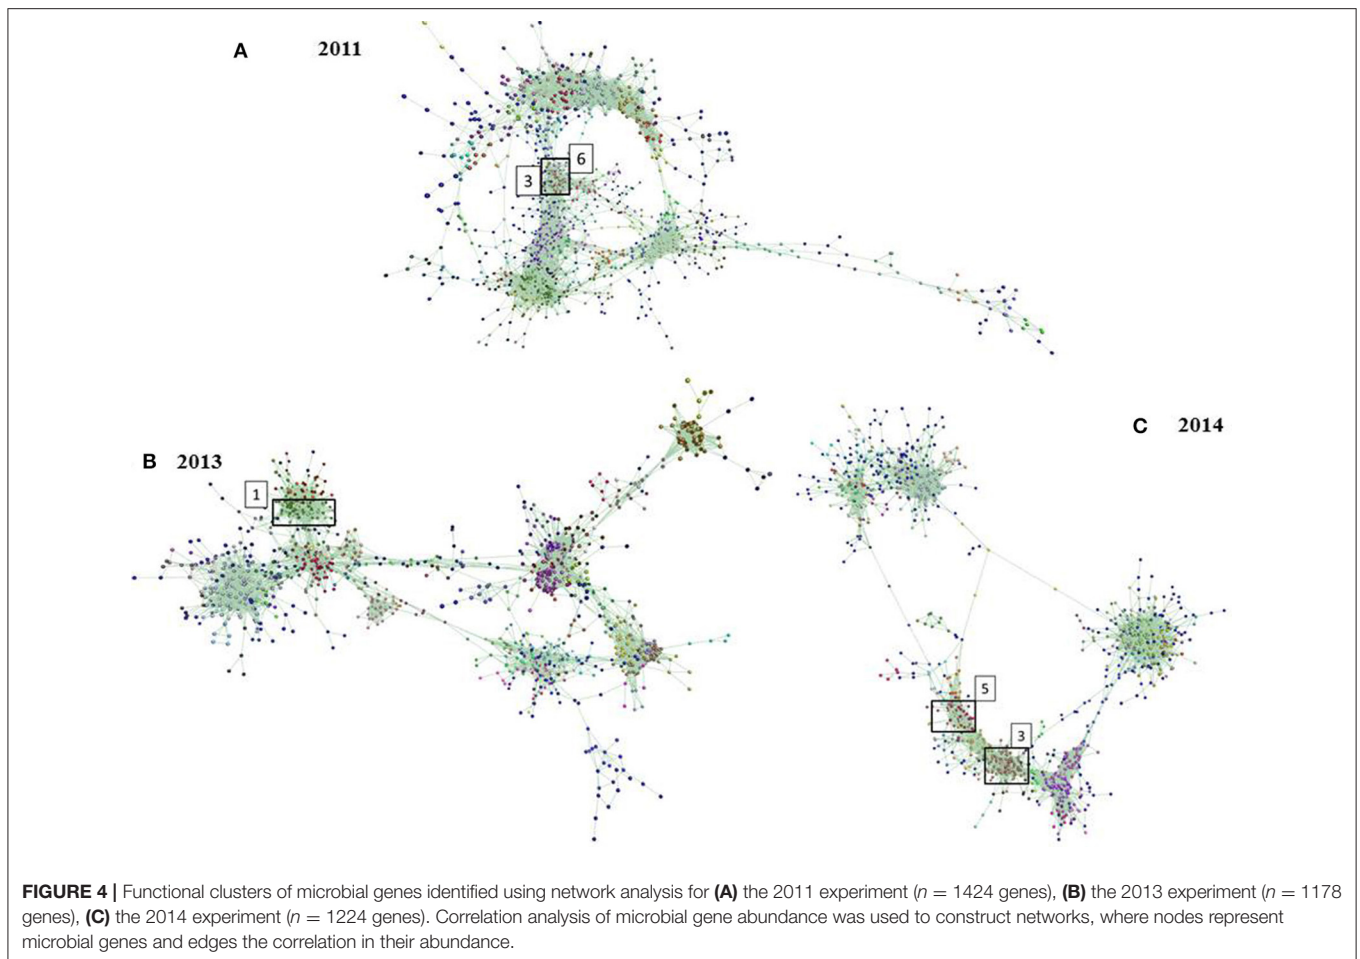 A 2011
6
3
B 2013
1
C 2014
5
3
FIGURE 4 | Functional clusters of microbial genes identified using network analysis for (A) the 2011 experiment (n = 1424 genes), (B) the 2013 experiment (n = 1178
genes), (C) the 2014 experiment (n = 1224 genes). Correlation analysis of microbial gene abundance was used to construct networks, where nodes represent
microbial genes and edges the correlation in their abundance.